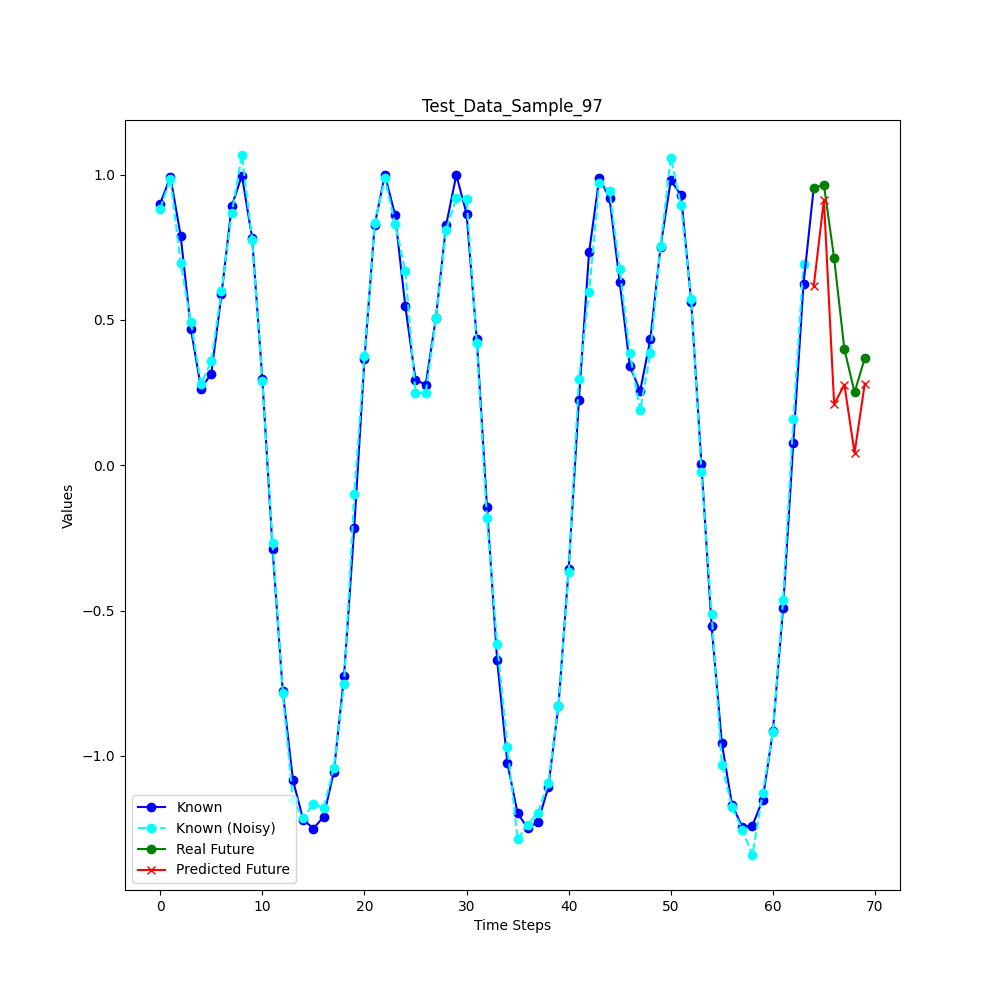 Test_Data_Sample_97
1.0
0.5
0.0
−0.5
−1.0
Values
Known
Known (Noisy)
Real Future
Predicted Future
0 10 20 30 40 50 60 70
Time Steps